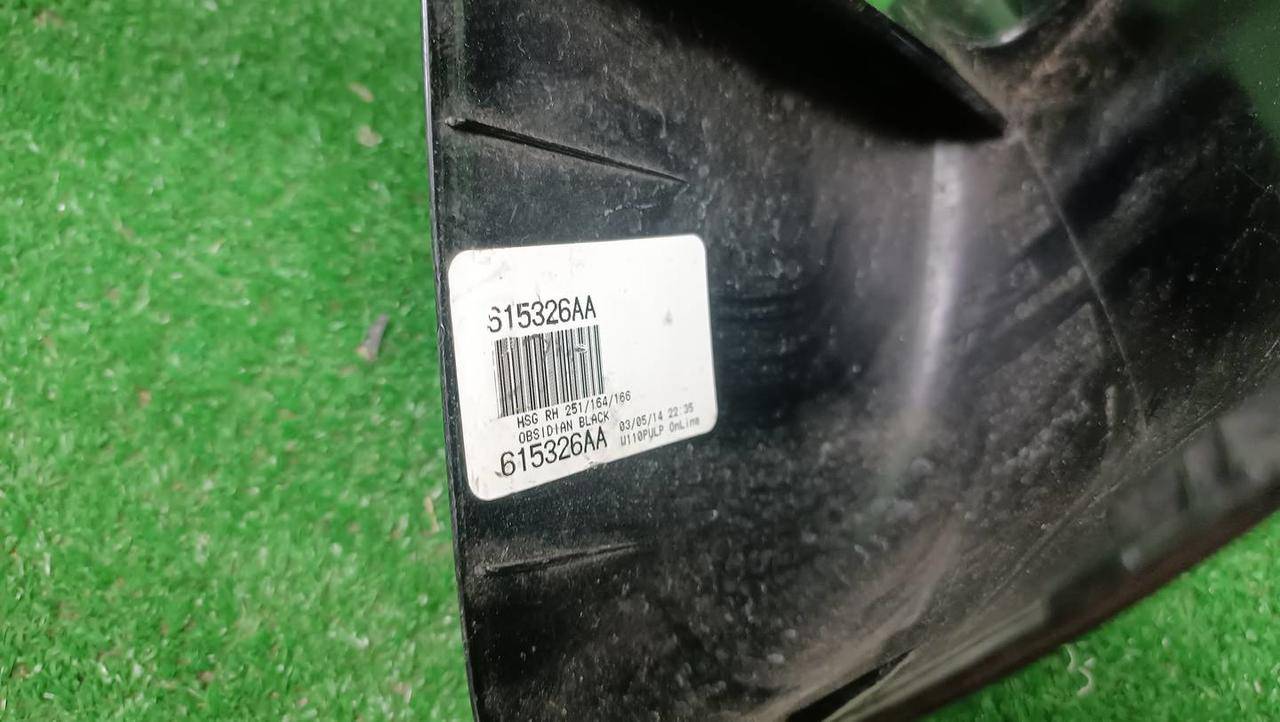 615326AA
HSG RH 251/164/166
OBSIDIAN BLACK
615326AA
03/05/14 22:35
W110PULP OnLine